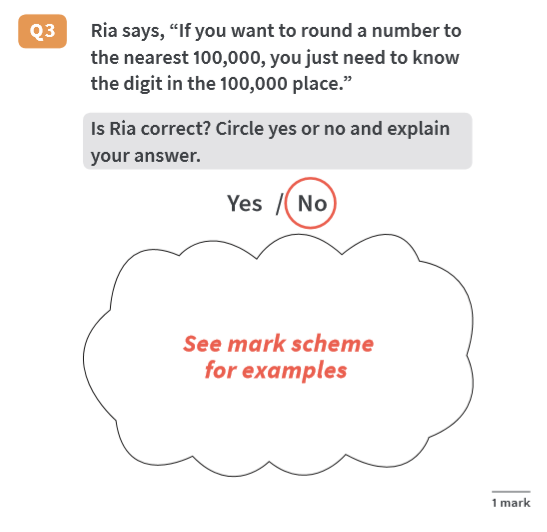 Q3
Ria says, “If you want to round a number to
the nearest 100,000, you just need to know
the digit in the 100,000 place.”
Is Ria correct? Circle yes or no and explain
your answer.
Yes / No
See mark scheme
for examples
1 mark